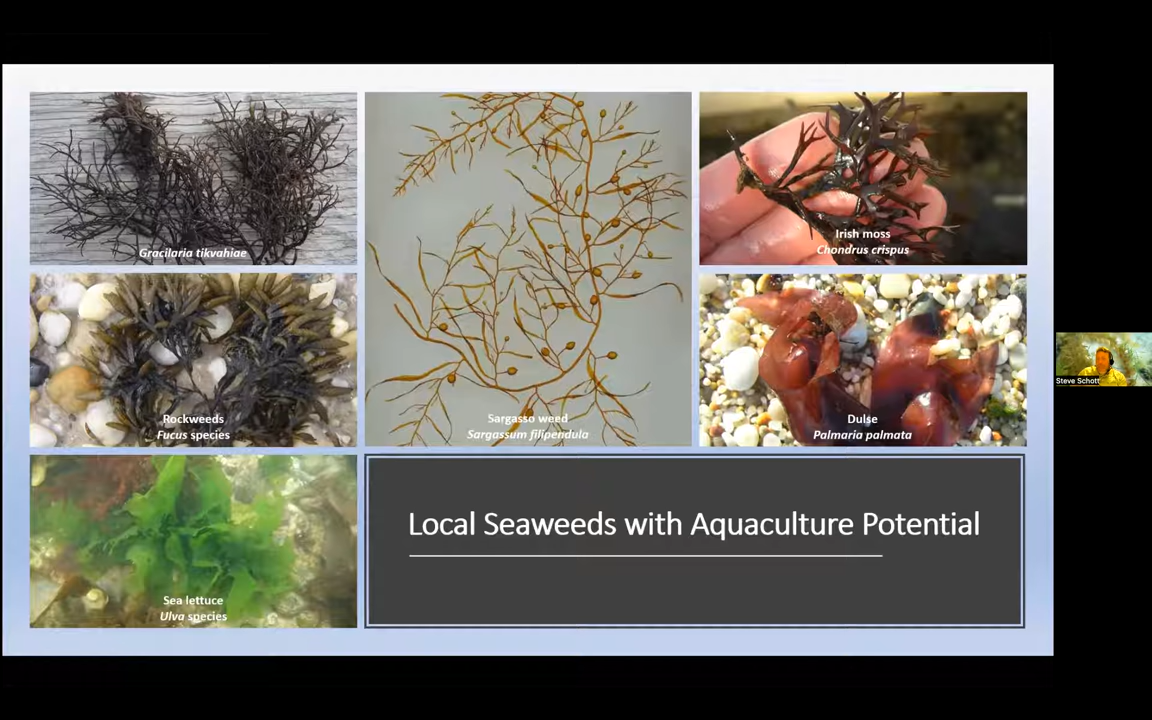 Gracilaria tikvahiae
Rockweeds
Fucus species
Sea lettuce
Ulva species
Sargasso weed
Sargassum filipendula
Irish moss
Chondrus crispus
Dulse
Palmaria palmata
Local Seaweeds with Aquaculture Potential
Steve Schott